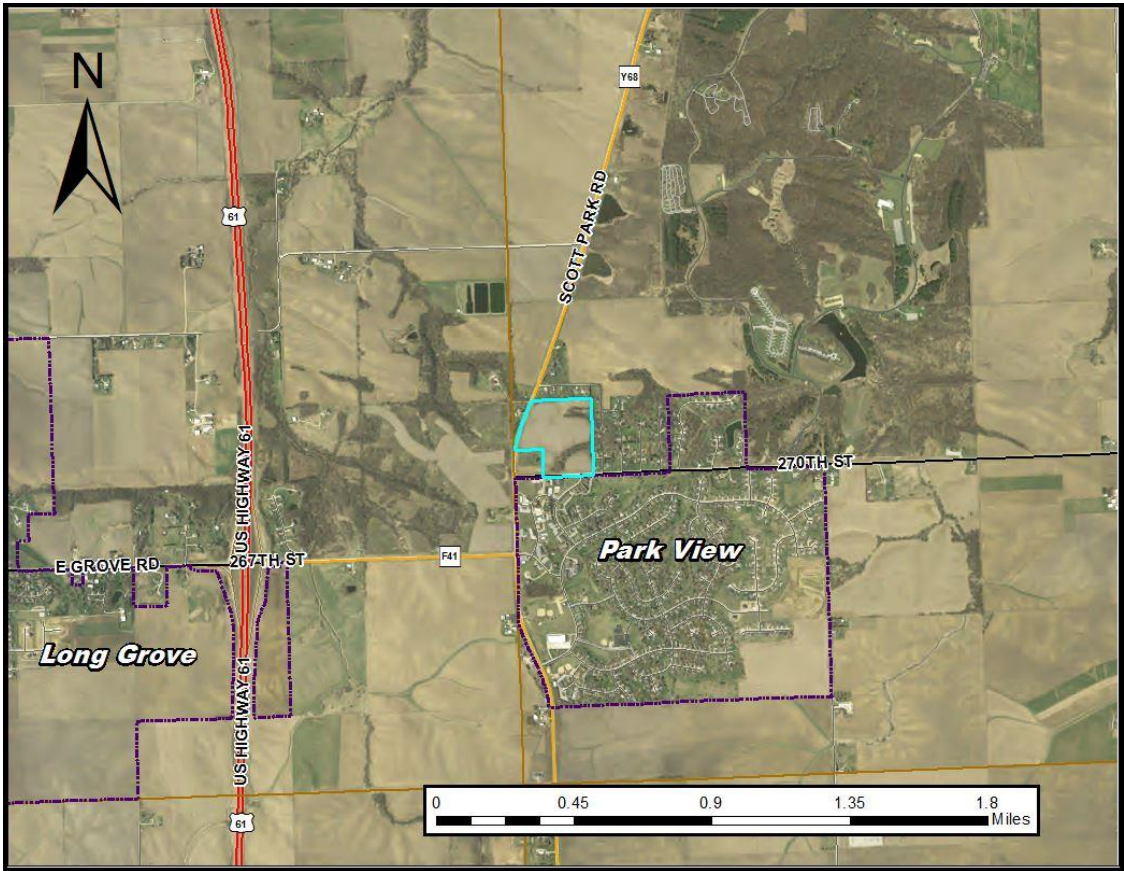 N
Y68
61
SCOTT PARK RD
US HIGHWAY 61
270TH ST
E GROVE RD
267TH ST
F41
Park View
Long Grove
US HIGHWAY 61
61
0 0.45 0.9 1.35 1.8
Miles